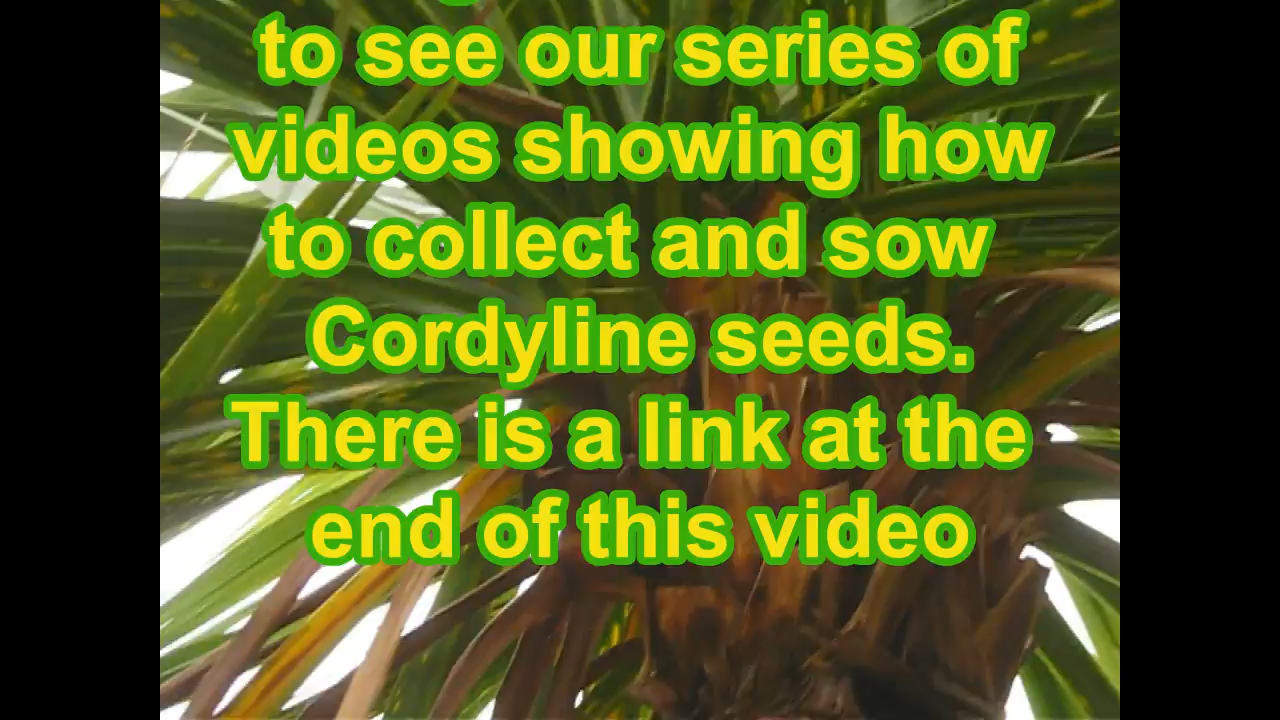 to see our series of
videos showing how
to collect and sow
Cordyline seeds.
There is a link at the
end of this video